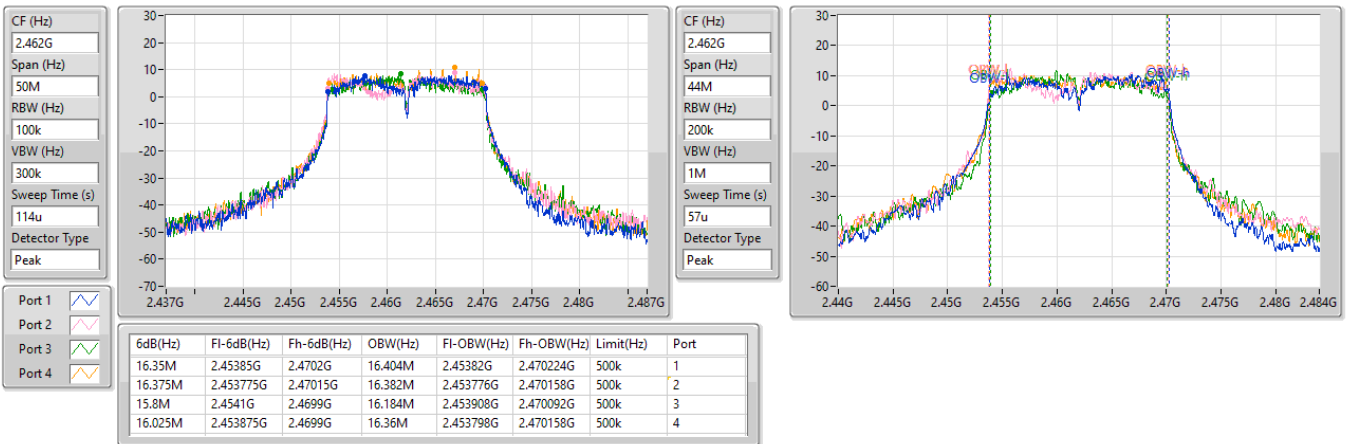 CF (Hz)
2.462G
Span (Hz)
50M
RBW (Hz)
100k
VBW (Hz)
300k
Sweep Time (s)
114u
Detector Type
Peak
30
20
10
0
-10
-20
-30
-40
-50
-60
-70
2.437G 2.445G 2.45G 2.455G 2.46G 2.465G 2.47G 2.475G 2.48G 2.487G
CF (Hz)
2.462G
Span (Hz)
44M
RBW (Hz)
200k
VBW (Hz)
1M
Sweep Time (s)
57u
Detector Type
Peak
30
20
10
0
-10
-20
-30
-40
-50
-60
OBW-l OBW-h
2.44G 2.445G 2.45G 2.455G 2.46G 2.465G 2.47G 2.475G 2.48G 2.484G
Port 1
Port 2
Port 3
Port 4
6dB(Hz) Fl-6dB(Hz) Fh-6dB(Hz) OBW(Hz) Fl-OBW(Hz) Fh-OBW(Hz) Limit(Hz) Port
16.35M 2.45385G 2.4702G 16.404M 2.45382G 2.470224G 500k 1
16.375M 2.453775G 2.47015G 16.382M 2.453776G 2.470158G 500k 2
15.8M 2.4541G 2.4699G 16.184M 2.453908G 2.470092G 500k 3
16.025M 2.453875G 2.4699G 16.36M 2.453798G 2.470158G 500k 4